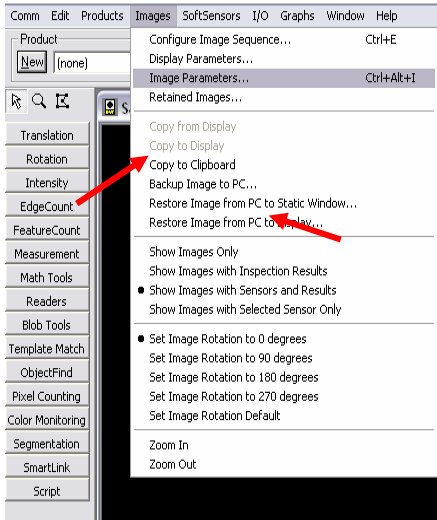 Comm Edit Products Images SoftSensors I/O Graphs Window Help
Product
New (none)
Configure Image Sequence... Ctrl+E
Display Parameters...
Image Parameters... Ctrl+Alt+I
Retained Images...
Copy from Display
Copy to Display
Copy to Clipboard
Backup Image to PC...
Restore Image from PC to Static Window...
Restore Image from PC to Display...
Show Images Only
Show Images with Inspection Results
Show Images with Sensors and Results
Show Images with Selected Sensor Only
Set Image Rotation to 0 degrees
Set Image Rotation to 90 degrees
Set Image Rotation to 180 degrees
Set Image Rotation to 270 degrees
Set Image Rotation Default
Zoom In
Zoom Out
Translation
Rotation
Intensity
EdgeCount
FeatureCount
Measurement
Math Tools
Readers
Blob Tools
Template Match
ObjectFind
Pixel Counting
Color Monitoring
Segmentation
SmartLink
Script